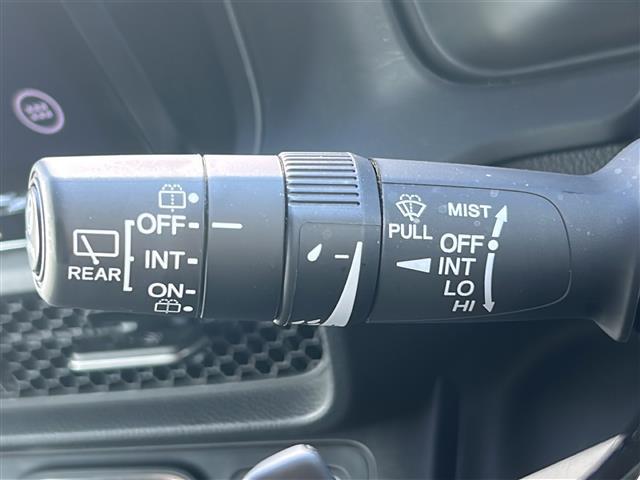 OFF
INT
ON
REAR
PULL
MIST
OFF
INT
LO
HI